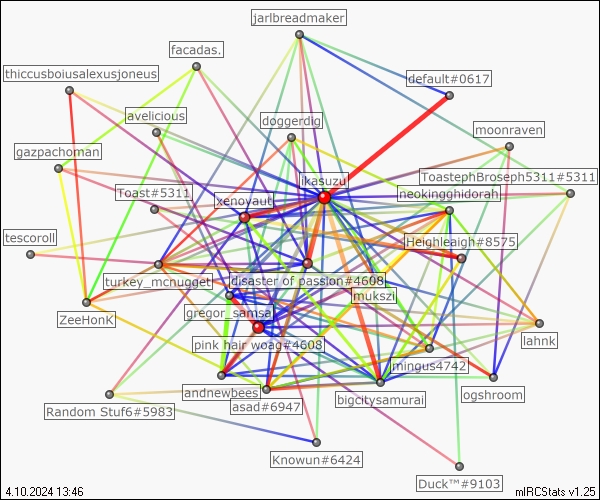 jarlbreadmaker
facadas.
thiccusboiusalexusjoneus
default#0617
avelicious
doggerdig
moonraven
gazpachoman
ikasuzu
ToastephBroseph5311#5311
Toast#5311
xenoyaut
neokingghidorah
tescoroll
Heighleaigh#8575
turkey_mcnugget
disaster of passion#4608
mukszi
gregor_samsa
ZeeHonK
pink hair woag#4608
lahnk
mingus4742
andnewbees
asad#6947
bigcitysamurai
ogshroom
Random Stuf6#5983
Knowun#6424
Duck™#9103
4.10.2024 13:46
mIRCStats v1.25